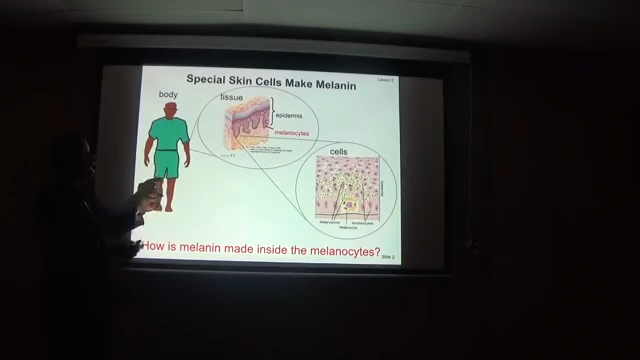 Special Skin Cells Make Melanin
Lesson 2
body
tissue
epidermis
melanocytes
cells
How is melanin made inside the melanocytes?
Slide 2